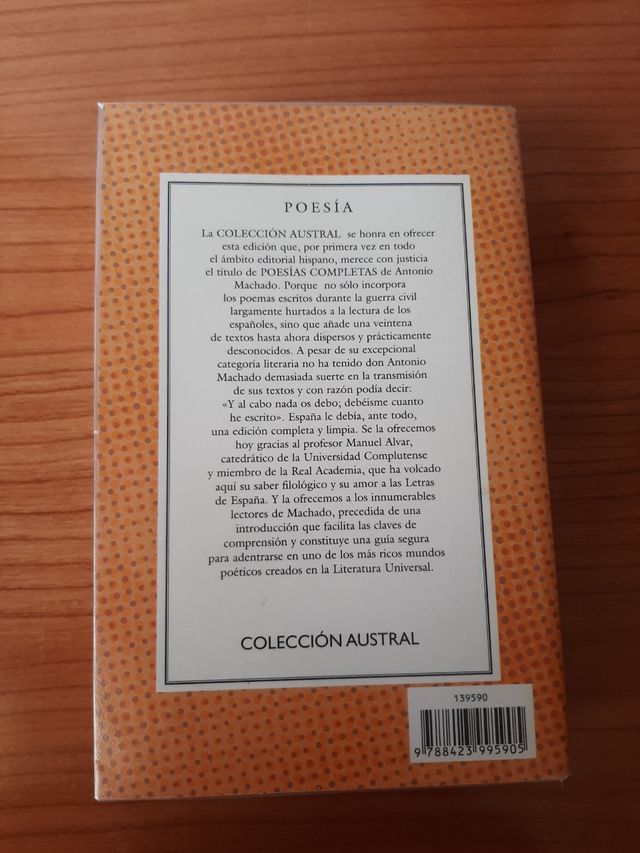 POESÍA
La COLECCIÓN AUSTRAL se honra en ofrecer
esta edición que, por primera vez en todo
el ámbito editorial hispano, merece con justicia
el título de POESÍAS COMPLETAS de Antonio
Machado. Porque no sólo incorpora
los poemas escritos durante la guerra civil
largamente hurtados a la lectura de los
españoles, sino que añade una veintena
de textos hasta ahora dispersos y prácticamente
desconocidos. A pesar de su excepcional
categoría literaria no ha tenido don Antonio
Machado demasiada suerte en la transmisión
de sus textos y con razón podía decir:
«Y al cabo nada os debo; debéisme cuanto
he escrito». España le debía, ante todo,
una edición completa y limpia. Se la ofrecemos
hoy gracias al profesor Manuel Alvar,
catedrático de la Universidad Complutense
y miembro de la Real Academia, que ha volcado
aquí su saber filológico y su amor a las Letras
de España. Y la ofrecemos a los innumerables
lectores de Machado, precedida de una
introducción que facilita las claves de
comprensión y constituye una guía segura
para adentrarse en uno de los más ricos mundos
poéticos creados en la Literatura Universal.
COLECCIÓN AUSTRAL
139590
9 788423 995905